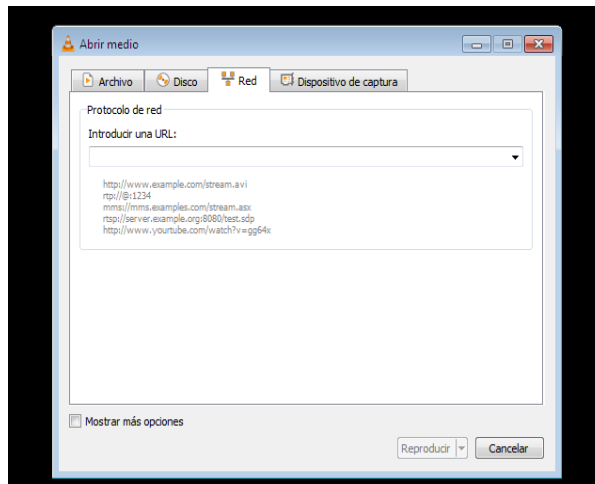 Abrir medio
Archivo Disco Red Dispositivo de captura
Protocolo de red
Introducir una URL:
http://www.example.com/stream.avi
rtp://@:1234
mms://mms.examples.com/stream.asx
rtsp://server.example.org:8080/test.sdp
http://www.yourtube.com/watch?v=gg64x
Mostrar más opciones
Reproducir Cancelar